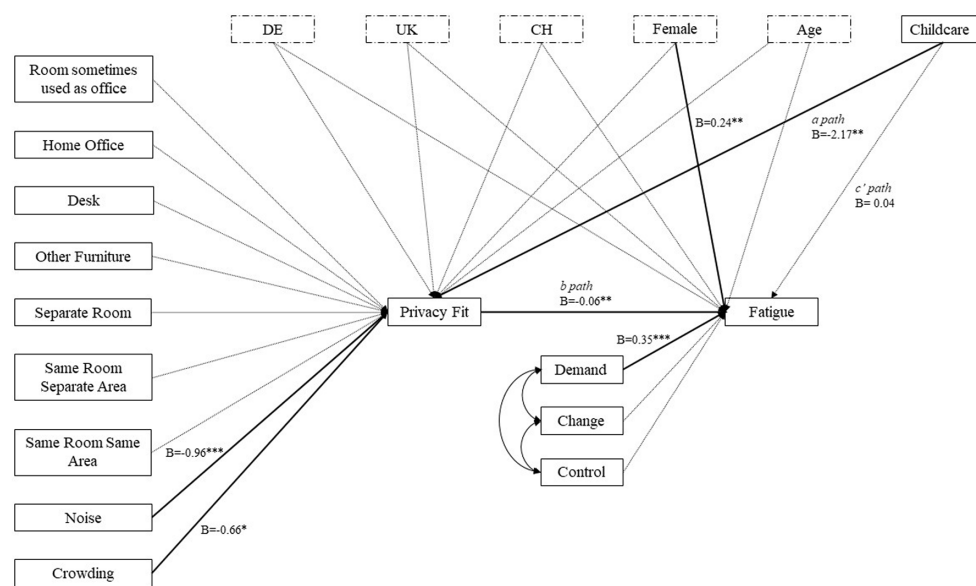 DE
UK
CH
Female
Age
Childcare
Room sometimes
used as office
Home Office
Desk
Other Furniture
Separate Room
Same Room
Separate Area
Same Room Same
Area
Noise
Crowding
B=-0.96***
B=-0.66*
Privacy Fit
b path
B=-0.06**
B=0.24**
a path
B=-2.17**
c' path
B= 0.04
Fatigue
B=0.35***
Demand
Change
Control